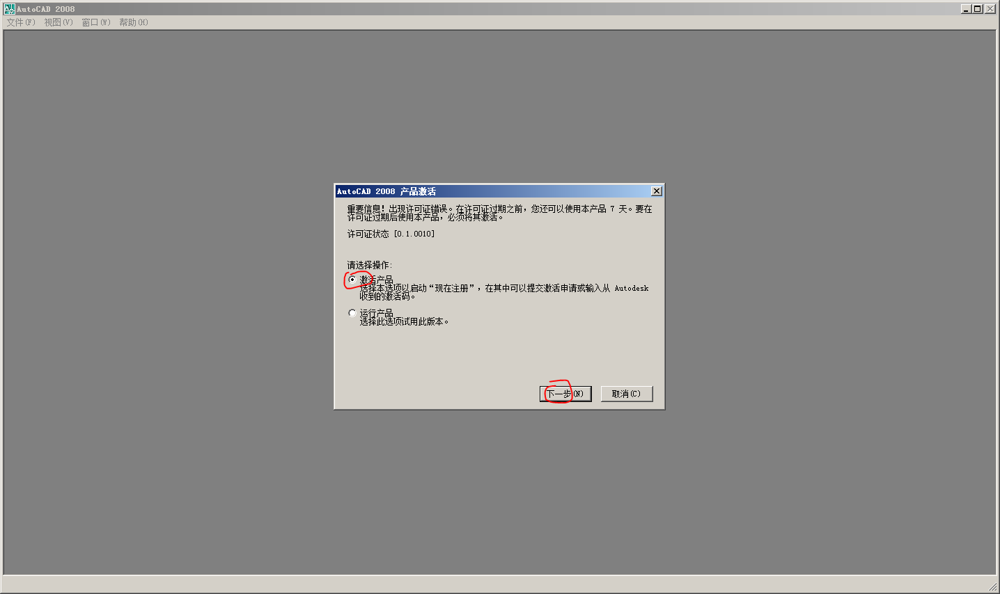 AutoCAD 2008
文件(F) 视图(V) 窗口(W) 帮助(H)
AutoCAD 2008 产品激活
重要信息! 出现许可证错误。在许可证过期之前，您还可以使用本产品 7 天。要在
许可证过期后使用本产品，必须将其激活。
许可证状态 [0.1.0010]
请选择操作:
激活产品
选择本选项以启动“现在注册”，在其中可以提交激活申请或输入从 Autodesk
收到的激活码。
运行产品
选择此选项试用此版本。
下一步(N) 取消(C)